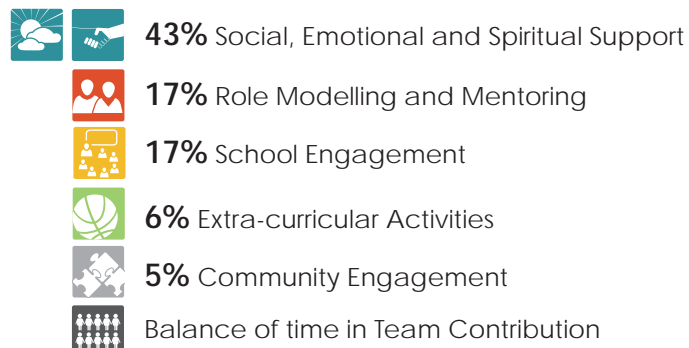 43% Social, Emotional and Spiritual Support
17% Role Modelling and Mentoring
17% School Engagement
6% Extra-curricular Activities
5% Community Engagement
Balance of time in Team Contribution